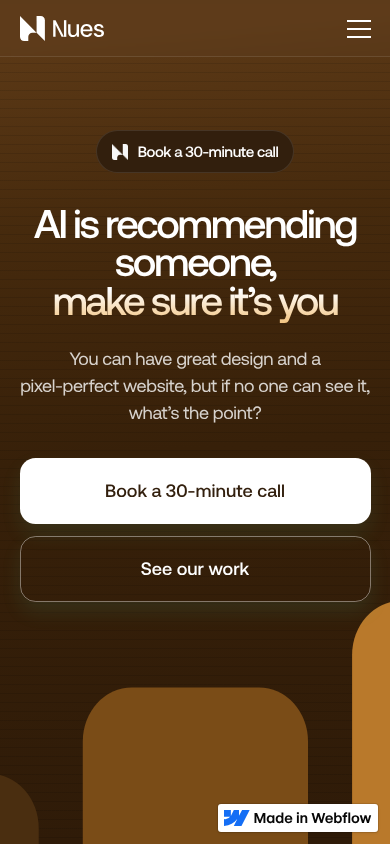 Nues
Book a 30-minute call
AI is recommending
someone,
make sure it’s you
You can have great design and a
pixel-perfect website, but if no one can see it,
what’s the point?
Book a 30-minute call
See our work
Made in Webflow